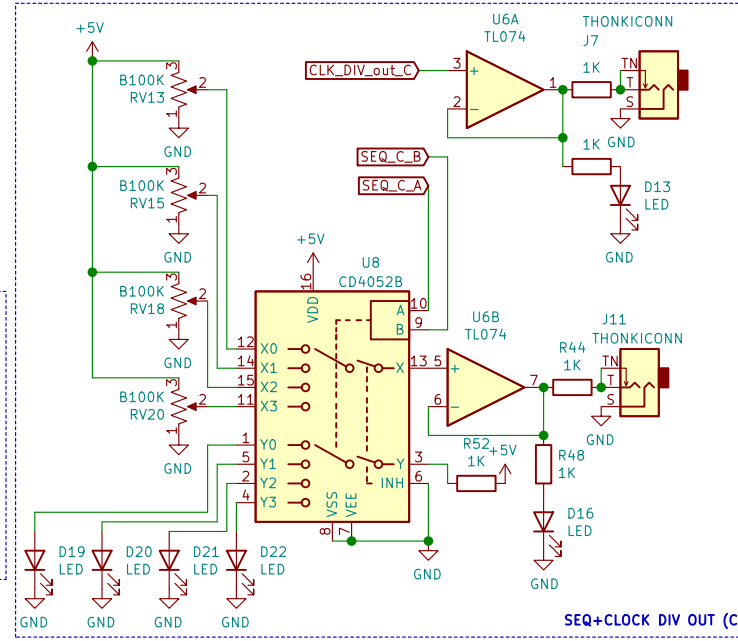 +5V
B100K
RV13
3
2
1
GND
B100K
RV15
3
2
1
GND
B100K
RV18
3
2
1
GND
B100K
RV20
3
2
1
GND
U6A
TL074
CLK_DIV_out_C
3
+
2
−
1
1K
THONKICONN
J7
TN
T
S
GND
1K
D13
LED
GND
SEQ_C_B
SEQ_C_A
+5V
U8
CD4052B
16
VDD
A
10
B
9
12
X0
14
X1
15
X2
11
X3
X
13
1
Y0
5
Y1
2
Y2
4
Y3
Y
3
INH
6
VSS
VEE
8
7
U6B
TL074
5
+
6
−
7
R44
1K
J11
THONKICONN
TN
T
S
GND
R52
1K
+5V
R48
1K
D16
LED
GND
GND
D19
LED
GND
D20
LED
GND
D21
LED
GND
D22
LED
GND
SEQ+CLOCK DIV OUT (C